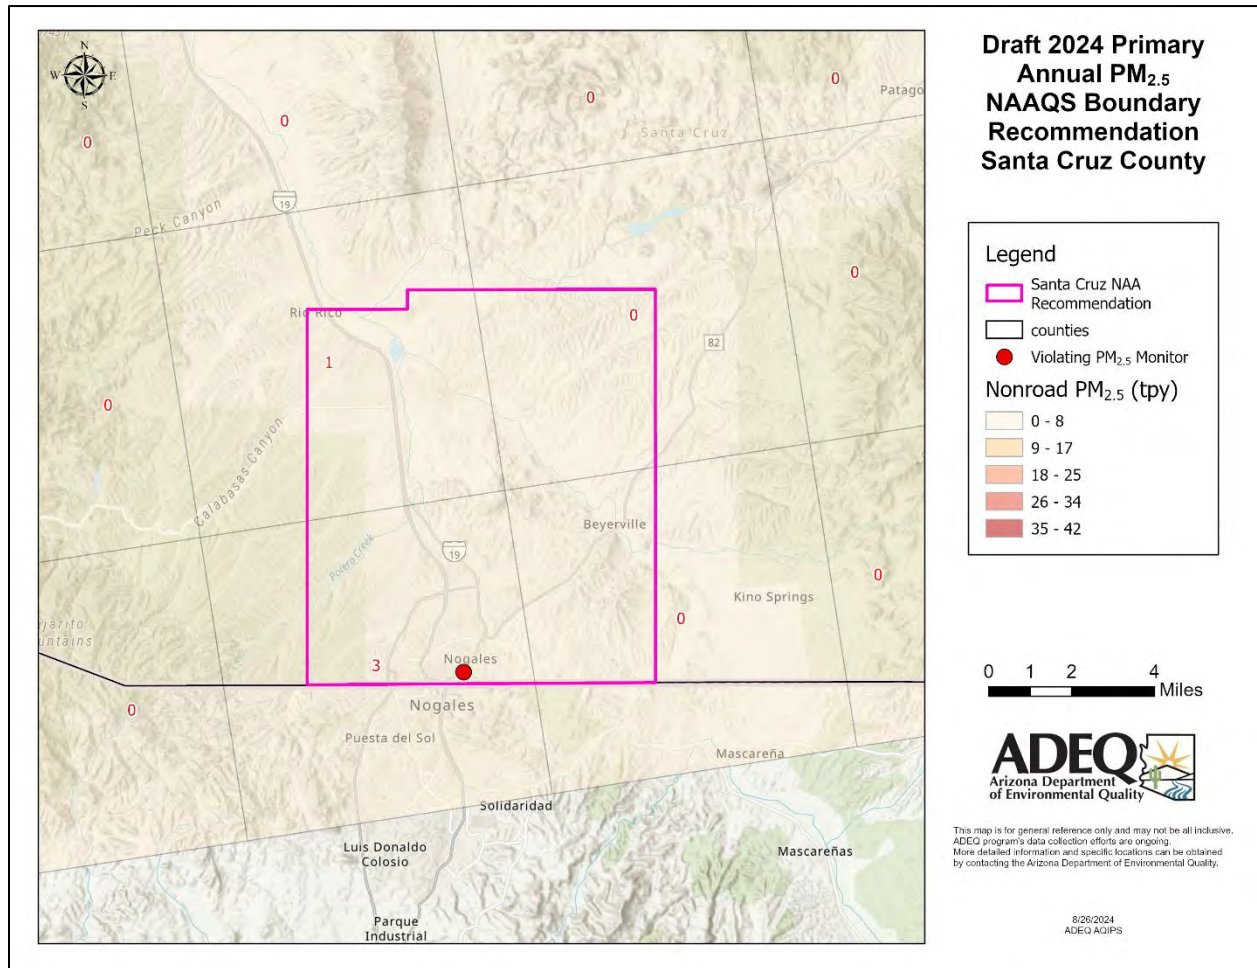 Draft 2024 Primary
Annual PM2.5
NAAQS Boundary
Recommendation
Santa Cruz County
N
W E
S
0
0
0
0
Patago
Santa Cruz
19
Peck Canyon
0
Rio Rico
0
82
1
0
Calabasas Canyon
Potero Creek
19
Beyerville
0
Kino Springs
0
3
Nogales
0
Nogales
Puesta del Sol
Mascareña
Solidaridad
Luis Donaldo
Colosio
Mascareñas
Parque
Industrial
Legend
Santa Cruz NAA
Recommendation
counties
Violating PM2.5 Monitor
Nonroad PM2.5 (tpy)
0 - 8
9 - 17
18 - 25
26 - 34
35 - 42
0 1 2 4
Miles
ADEQ
Arizona Department
of Environmental Quality
This map is for general reference only and may not be all inclusive.
ADEQ program's data collection efforts are ongoing.
More detailed information and specific locations can be obtained
by contacting the Arizona Department of Environmental Quality.
8/26/2024
ADEQ AQIPS